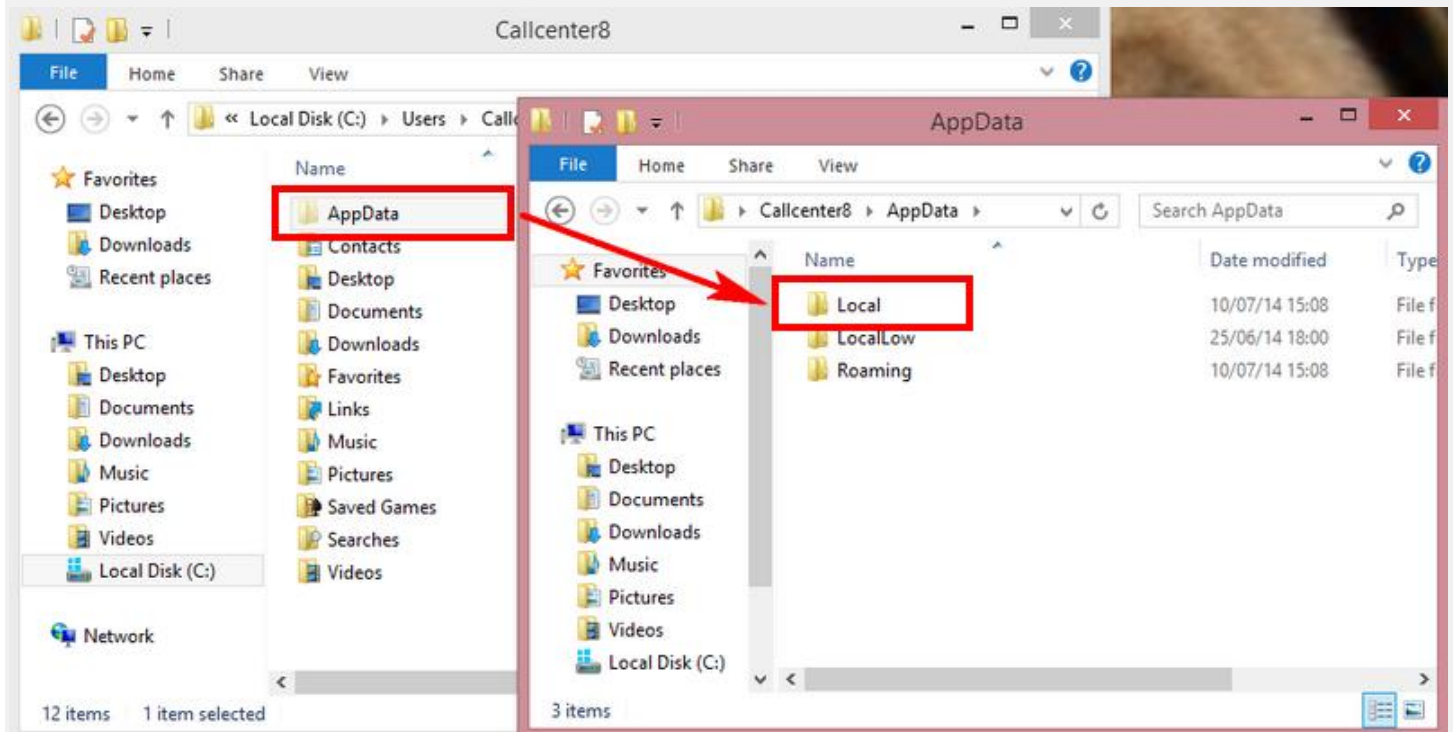 Callcenter8
File Home Share View
« Local Disk (C:) Users Callc
Favorites
Desktop
Downloads
Recent places
This PC
Desktop
Documents
Downloads
Music
Pictures
Videos
Local Disk (C:)
Network
Name
AppData
Contacts
Desktop
Documents
Downloads
Favorites
Links
Music
Pictures
Saved Games
Searches
Videos
12 items 1 item selected
AppData
File Home Share View
Callcenter8 AppData Search AppData
Favorites
Desktop
Downloads
Recent places
This PC
Desktop
Documents
Downloads
Music
Pictures
Videos
Local Disk (C:)
Name Date modified Type
Local 10/07/14 15:08 File f
LocalLow 25/06/14 18:00 File f
Roaming 10/07/14 15:08 File f
3 items